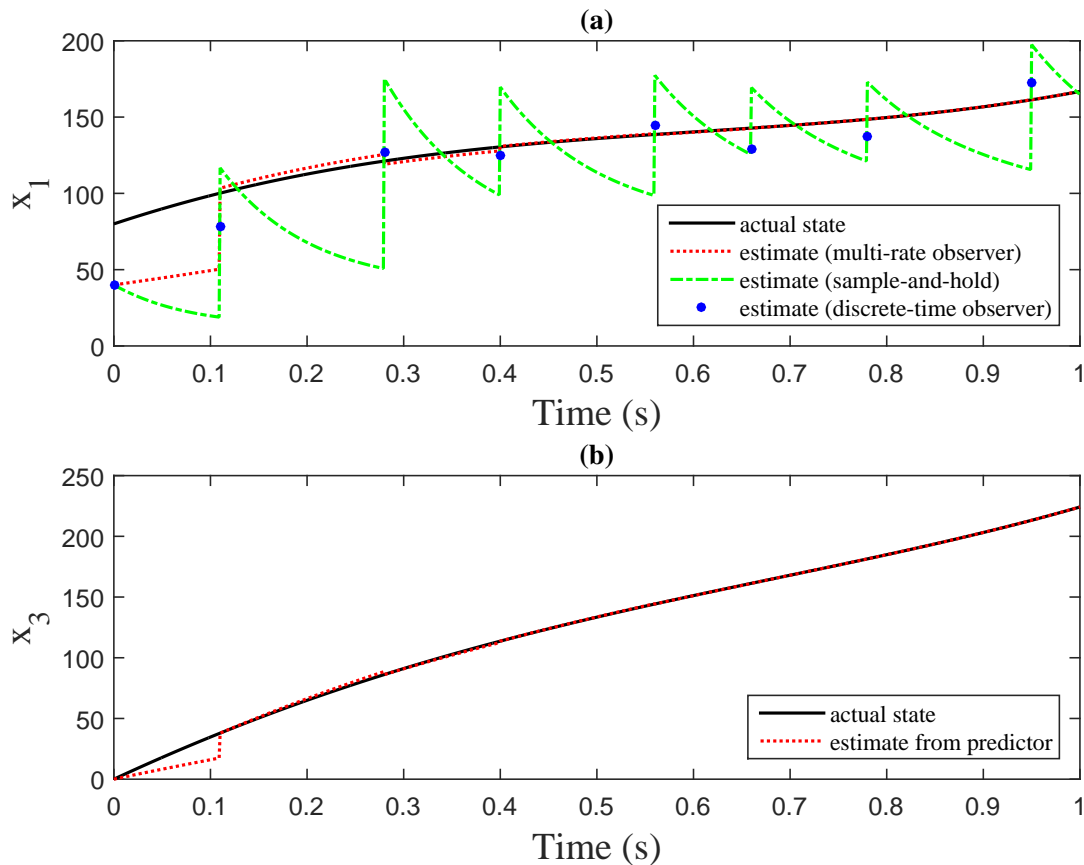 (a)
200
150
100
50
0
x_1
actual state
estimate (multi-rate observer)
estimate (sample-and-hold)
estimate (discrete-time observer)
0 0.1 0.2 0.3 0.4 0.5 0.6 0.7 0.8 0.9 1
Time (s)
(b)
250
200
150
100
50
0
x_3
actual state
estimate from predictor
0 0.1 0.2 0.3 0.4 0.5 0.6 0.7 0.8 0.9 1
Time (s)